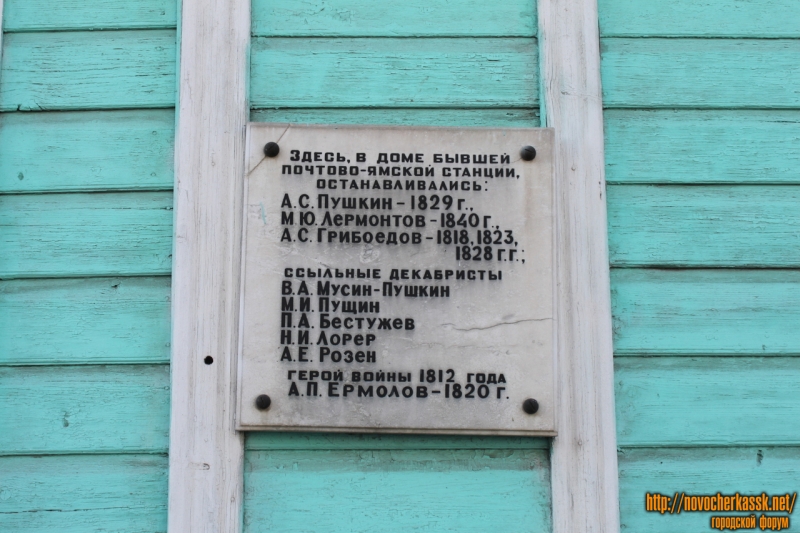 Здесь, в доме бывшей
почтово-ямской станции,
останавливались:
А.С. Пушкин - 1829 г.,
М.Ю. Лермонтов - 1840 г.,
А.С. Грибоедов - 1818, 1823,
1828 г.г.;
ссыльные декабристы
В.А. Мусин-Пушкин
М.И. Пущин
П.А. Бестужев
Н.И. Лорер
А.Е. Розен
герой войны 1812 года
А.П. Ермолов - 1820 г.
http://novocherkassk.net/
городской форум